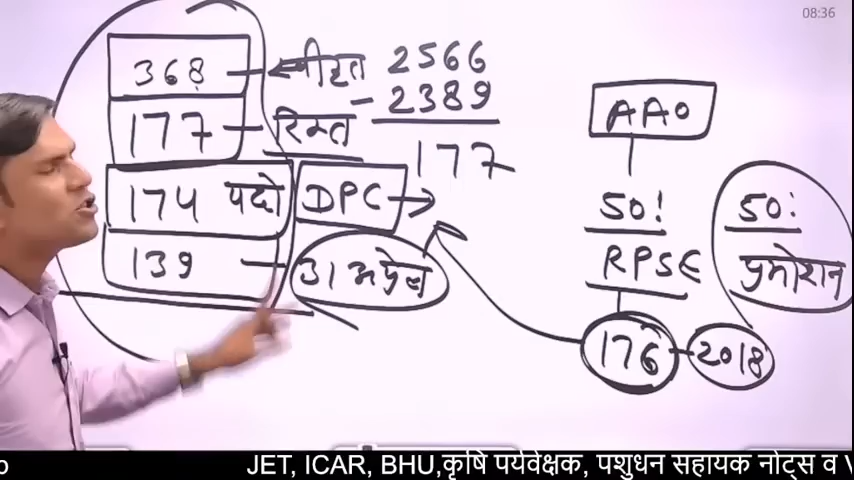 08:36
368 स्वीकृत 2566
- 2389
177 रिक्त 177
174 पदो DPC
139 31 अप्रेल
AAO
50! 50:
RPSC प्रमोशन
176 - 2018
JET, ICAR, BHU,कृषि पर्यवेक्षक, पशुधन सहायक नोट्स व